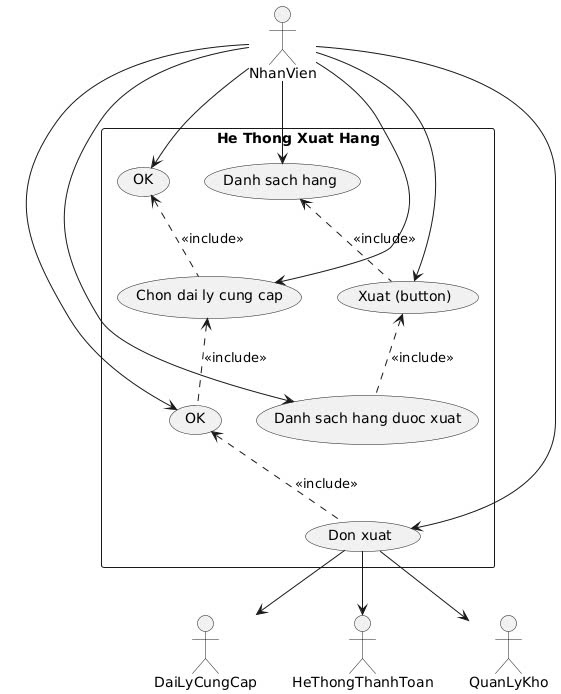 NhanVien
He Thong Xuat Hang
OK
Danh sach hang
«include»
«include»
Chon dai ly cung cap
Xuat (button)
«include»
«include»
OK
Danh sach hang duoc xuat
«include»
Don xuat
DaiLyCungCap
HeThongThanhToan
QuanLyKho